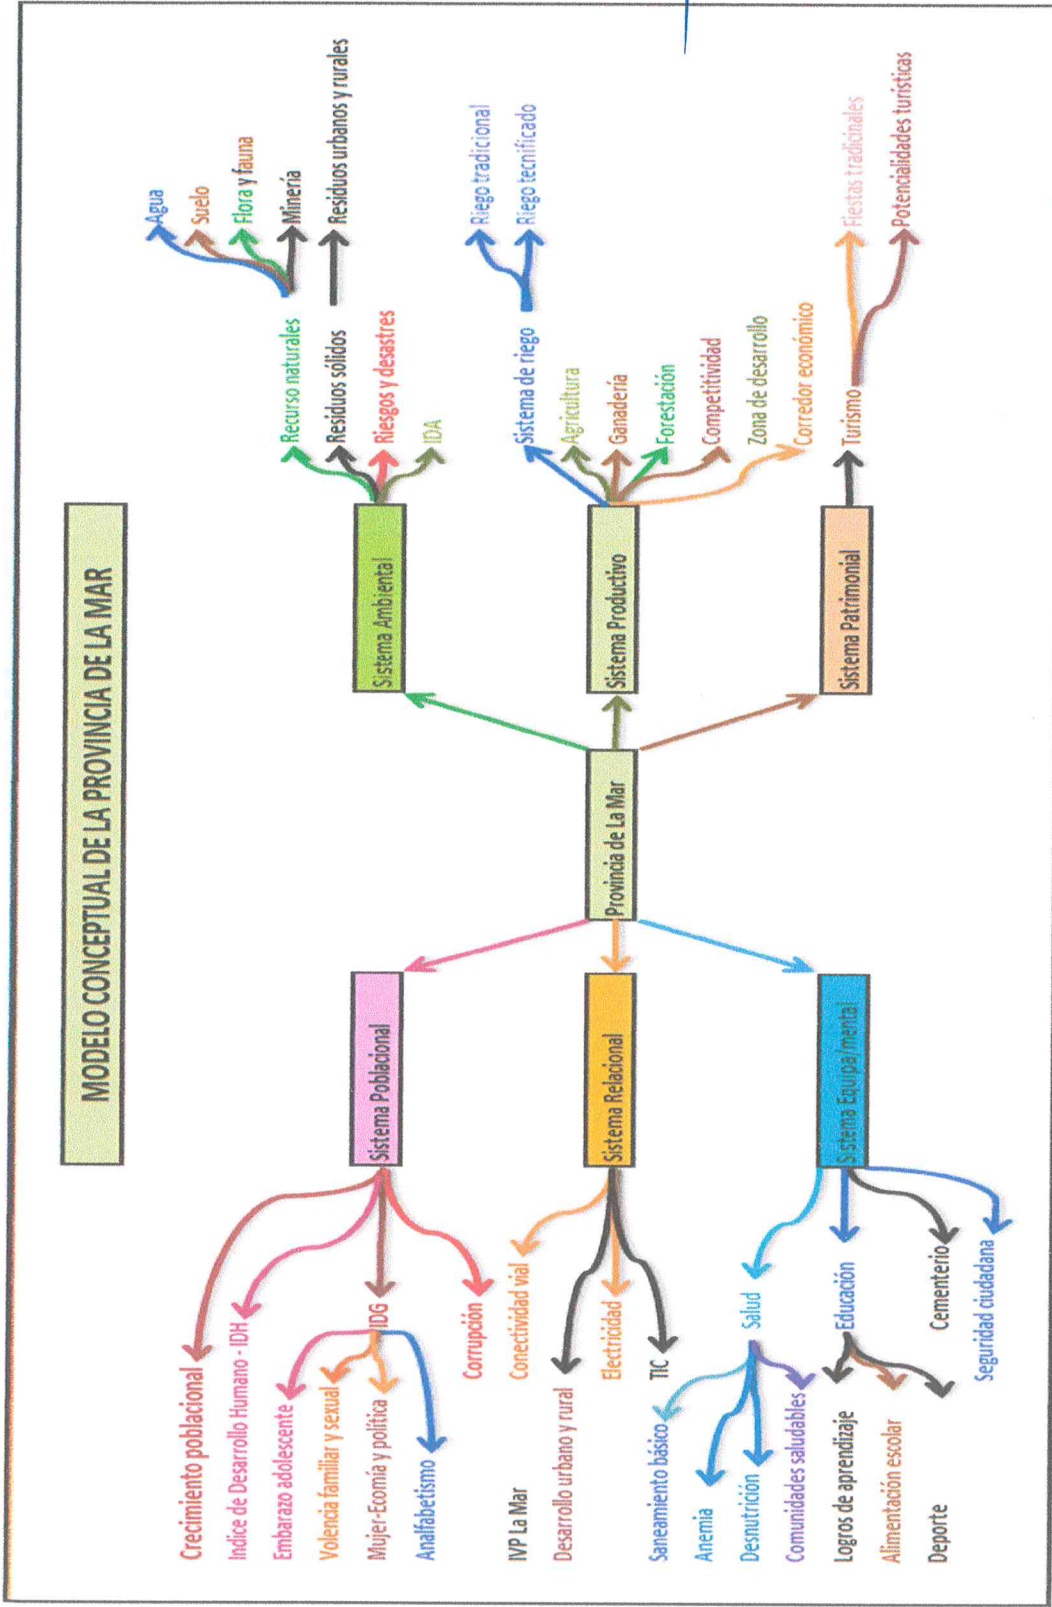 MODELO CONCEPTUAL DE LA PROVINCIA DE LA MAR
Crecimiento poblacional
Indice de Desarrollo Humano - IDH
Embarazo adolescente
Volencia familiar y sexual
Mujer-Ecomía y política
Analfabetismo
IDG
Corrupción
Sistema Poblacional
Conectividad vial
IVP La Mar
Desarrollo urbano y rural
Electricidad
TIC
Sistema Relacional
Saneamiento básico
Anemia
Desnutrición
Comunidades saludables
Salud
Logros de aprendizaje
Alimentación escolar
Deporte
Educación
Cementerio
Seguridad ciudadana
Sistema Equipa/mental
Provincia de La Mar
Sistema Ambiental
Recurso naturales
Agua
Suelo
Flora y fauna
Minería
Residuos sólidos
Residuos urbanos y rurales
Riesgos y desastres
IDA
Sistema Productivo
Sistema de riego
Riego tradicional
Riego tecnificado
Agricultura
Ganadería
Forestación
Competitividad
Zona de desarrollo
Corredor económico
Sistema Patrimonial
Turismo
Fiestas tradicinales
Potencialidades turísticas